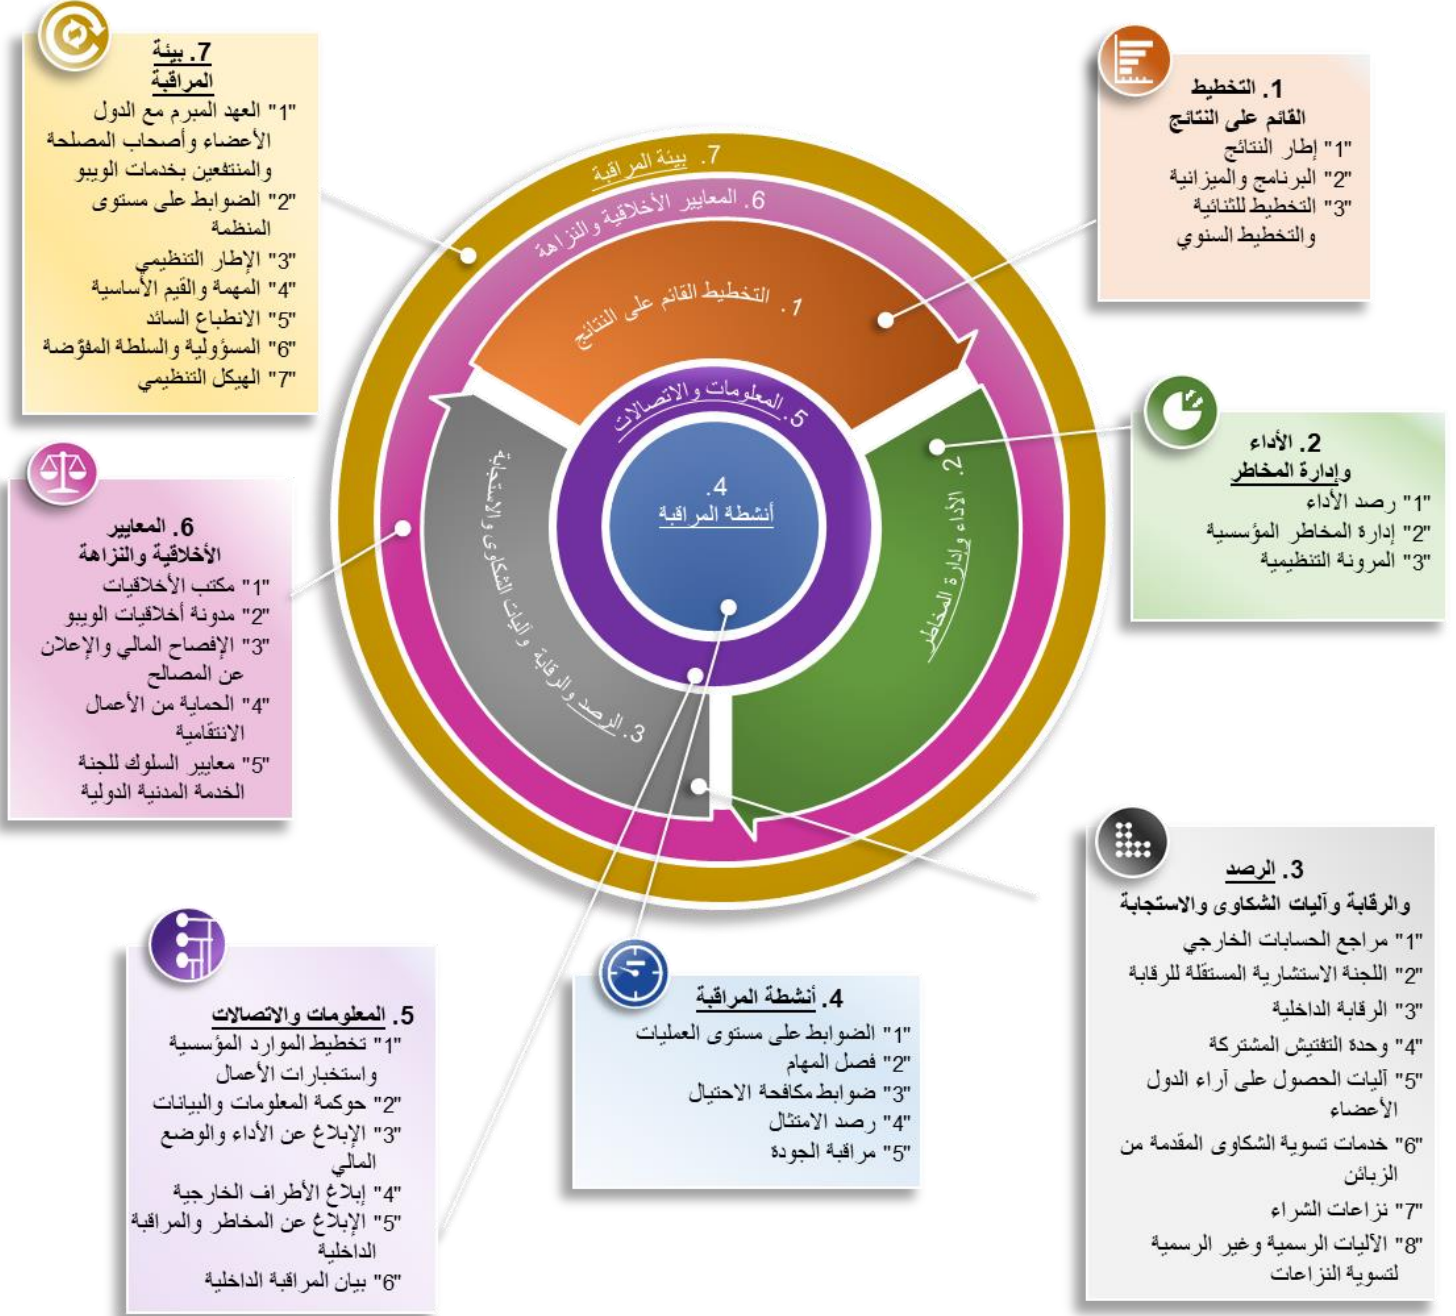 7. بيئة
المراقبة
"1" العهد المبرم مع الدول
الأعضاء وأصحاب المصلحة
والمنتفعين بخدمات الويبو
"2" الضوابط على مستوى
المنظمة
"3" الإطار التنظيمي
"4" المهمة والقيم الأساسية
"5" الانطباع السائد
"6" المسؤولية والسلطة المفوّضة
"7" الهيكل التنظيمي
1. التخطيط
القائم على النتائج
"1" إطار النتائج
"2" البرنامج والميزانية
"3" التخطيط للثنائية
والتخطيط السنوي
7. بيئة المراقبة
6. المعايير الأخلاقية والنزاهة
1. التخطيط القائم على النتائج
5. المعلومات والاتصالات
4.
أنشطة المراقبة
2. الأداء وإدارة المخاطر
3. الرصد والرقابة وآليات الشكاوى والاستجابة
2. الأداء
وإدارة المخاطر
"1" رصد الأداء
"2" إدارة المخاطر المؤسسية
"3" المرونة التنظيمية
6. المعايير
الأخلاقية والنزاهة
"1" مكتب الأخلاقيات
"2" مدونة أخلاقيات الويبو
"3" الإفصاح المالي والإعلان
عن المصالح
"4" الحماية من الأعمال
الانتقامية
"5" معايير السلوك للجنة
الخدمة المدنية الدولية
3. الرصد
والرقابة وآليات الشكاوى والاستجابة
"1" مراجع الحسابات الخارجي
"2" اللجنة الاستشارية المستقلة للرقابة
"3" الرقابة الداخلية
"4" وحدة التفتيش المشتركة
"5" آليات الحصول على آراء الدول
الأعضاء
"6" خدمات تسوية الشكاوى المقدمة من
الزبائن
"7" نزاعات الشراء
"8" الآليات الرسمية وغير الرسمية
لتسوية النزاعات
4. أنشطة المراقبة
"1" الضوابط على مستوى العمليات
"2" فصل المهام
"3" ضوابط مكافحة الاحتيال
"4" رصد الامتثال
"5" مراقبة الجودة
5. المعلومات والاتصالات
"1" تخطيط الموارد المؤسسية
واستخبارات الأعمال
"2" حوكمة المعلومات والبيانات
"3" الإبلاغ عن الأداء والوضع
المالي
"4" إبلاغ الأطراف الخارجية
"5" الإبلاغ عن المخاطر والمراقبة
الداخلية
"6" بيان المراقبة الداخلية